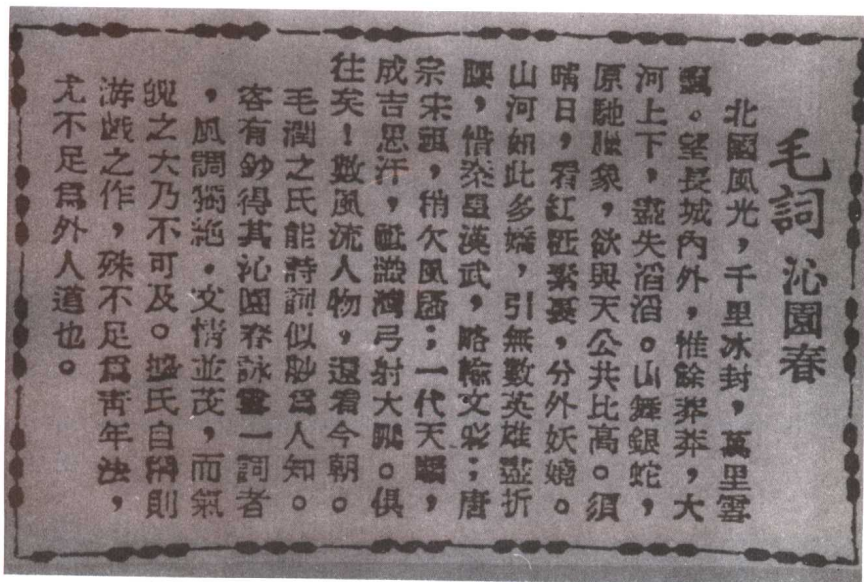 毛詞 沁園春
北國風光,千里冰封,萬里雲
飄。望長城內外,惟餘莽莽,大
河上下,盡失滔滔。山舞銀蛇,
原馳臘象,欲與天公共比高。須
晴日,看紅粧素裹,分外妖嬈。
山河如此多嬌,引無數英雄盡折
腰,惜秦皇漢武,略輸文彩;唐
宗宋祖,稍欠風騷;一代天驕,
成吉思汗,祗識彎弓射大鵰。俱
往矣!數風流人物,還看今朝。
毛潤之氏能詩詞似尠爲人知。
客有鈔得其沁園春詠雪一詞者
,風調獨絕,文情並茂,而氣
魄之大乃不可及。據氏自稱則
游戲之作,殊不足爲靑年法,
尤不足爲外人道也。